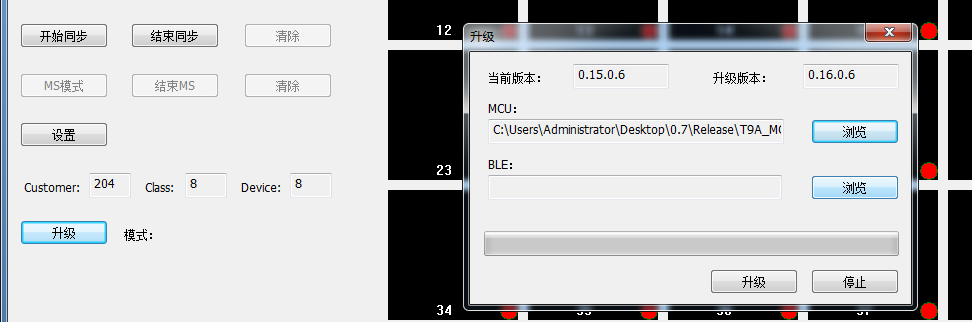 开始同步 结束同步 清除
MS模式 结束MS 清除
设置
Customer: 204 Class: 8 Device: 8
升级 模式：
12
23
34
升级
当前版本： 0.15.0.6 升级版本： 0.16.0.6
MCU：
C:\Users\Administrator\Desktop\0.7\Release\T9A_MC 浏览
BLE：
浏览
升级 停止